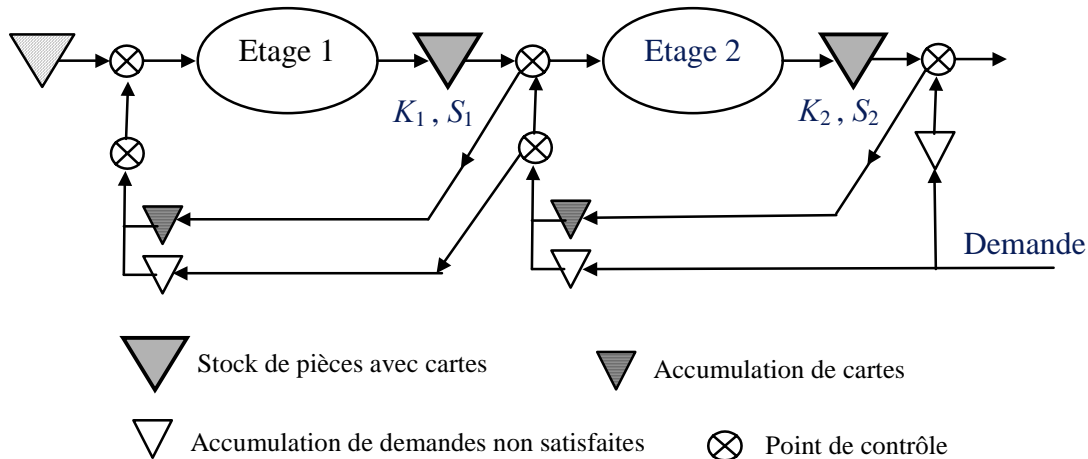 Etage 1
Etage 2
K₁ , S₁
K₂ , S₂
Demande
Stock de pièces avec cartes
Accumulation de cartes
Accumulation de demandes non satisfaites
Point de contrôle